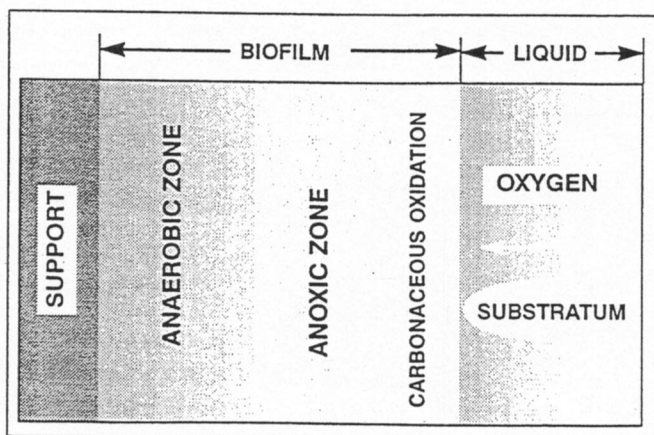 BIOFILM
LIQUID
SUPPORT
ANAEROBIC ZONE
ANOXIC ZONE
CARBONACEOUS OXIDATION
OXYGEN
SUBSTRATUM